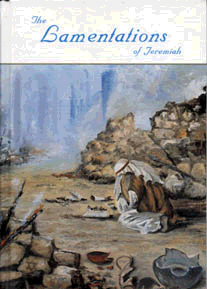 The
Lamentations
of Jeremiah